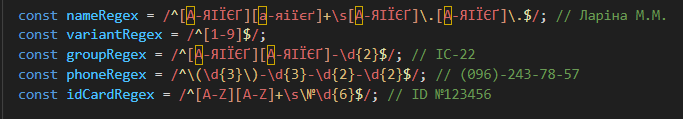 const nameRegex = /^[А-ЯІЇЄҐ][а-яіїєґ]+\s[А-ЯІЇЄҐ]\.[А-ЯІЇЄҐ]\.$/; // Ларіна М.М.
const variantRegex = /^[1-9]$/;
const groupRegex = /^[А-ЯІЇЄҐ][А-ЯІЇЄҐ]-\d{2}$/; // ІС-22
const phoneRegex = /^\(\d{3}\)-\d{3}-\d{2}-\d{2}$/; // (096)-243-78-57
const idCardRegex = /^[A-Z][A-Z]+\s\№\d{6}$/; // ID №123456